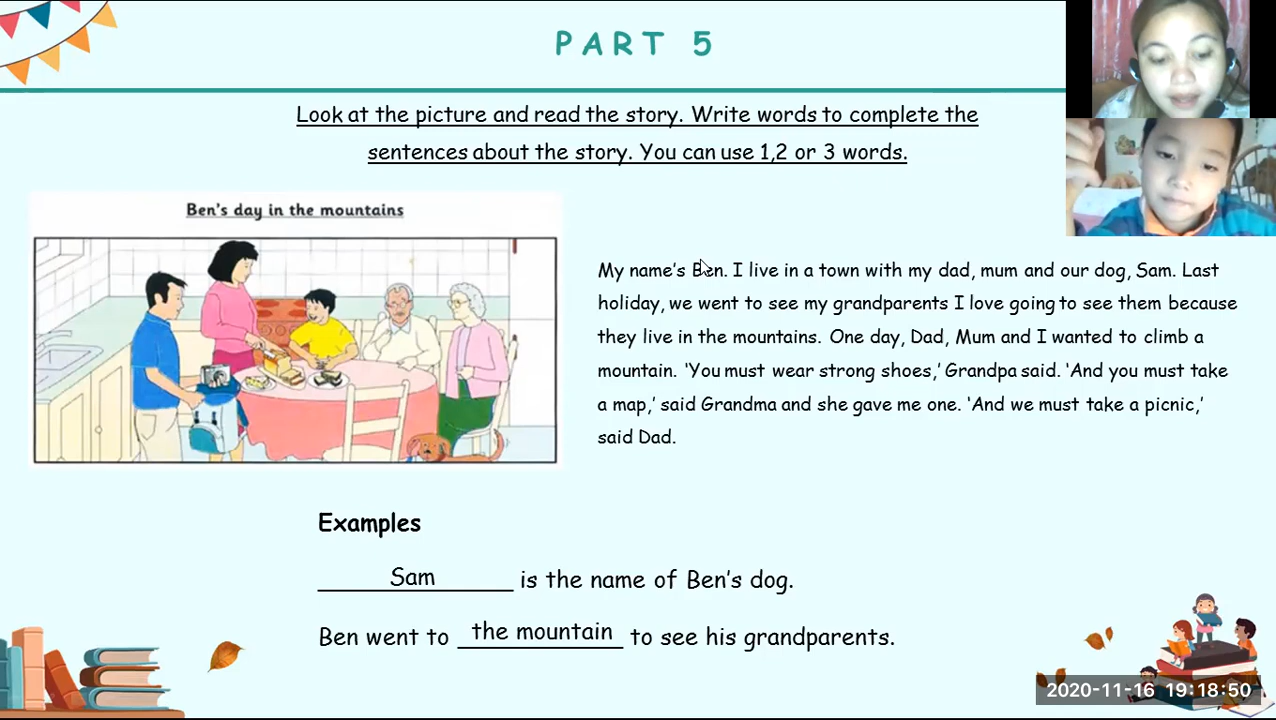 PART 5
Look at the picture and read the story. Write words to complete the
sentences about the story. You can use 1,2 or 3 words.
Ben's day in the mountains
My name's Ben. I live in a town with my dad, mum and our dog, Sam. Last
holiday, we went to see my grandparents I love going to see them because
they live in the mountains. One day, Dad, Mum and I wanted to climb a
mountain. 'You must wear strong shoes,' Grandpa said. 'And you must take
a map,' said Grandma and she gave me one. 'And we must take a picnic,'
said Dad.
Examples
Sam is the name of Ben's dog.
Ben went to the mountain to see his grandparents.
2020-11-16 19:18:50